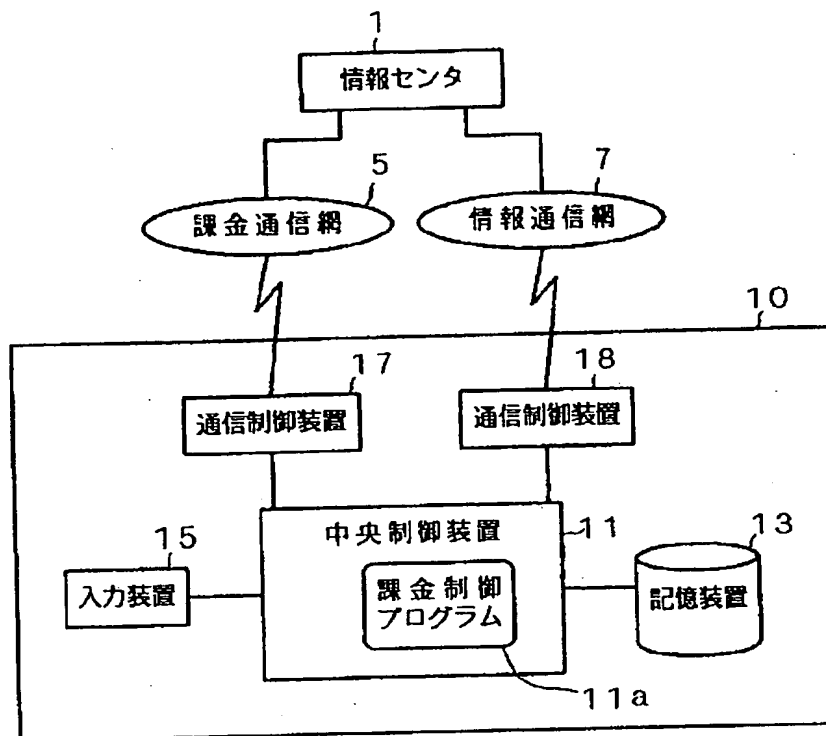 1
情報センタ
5
課金通信網
7
情報通信網
10
17
通信制御装置
18
通信制御装置
中央制御装置
11
課金制御
プログラム
11a
15
入力装置
13
記憶装置